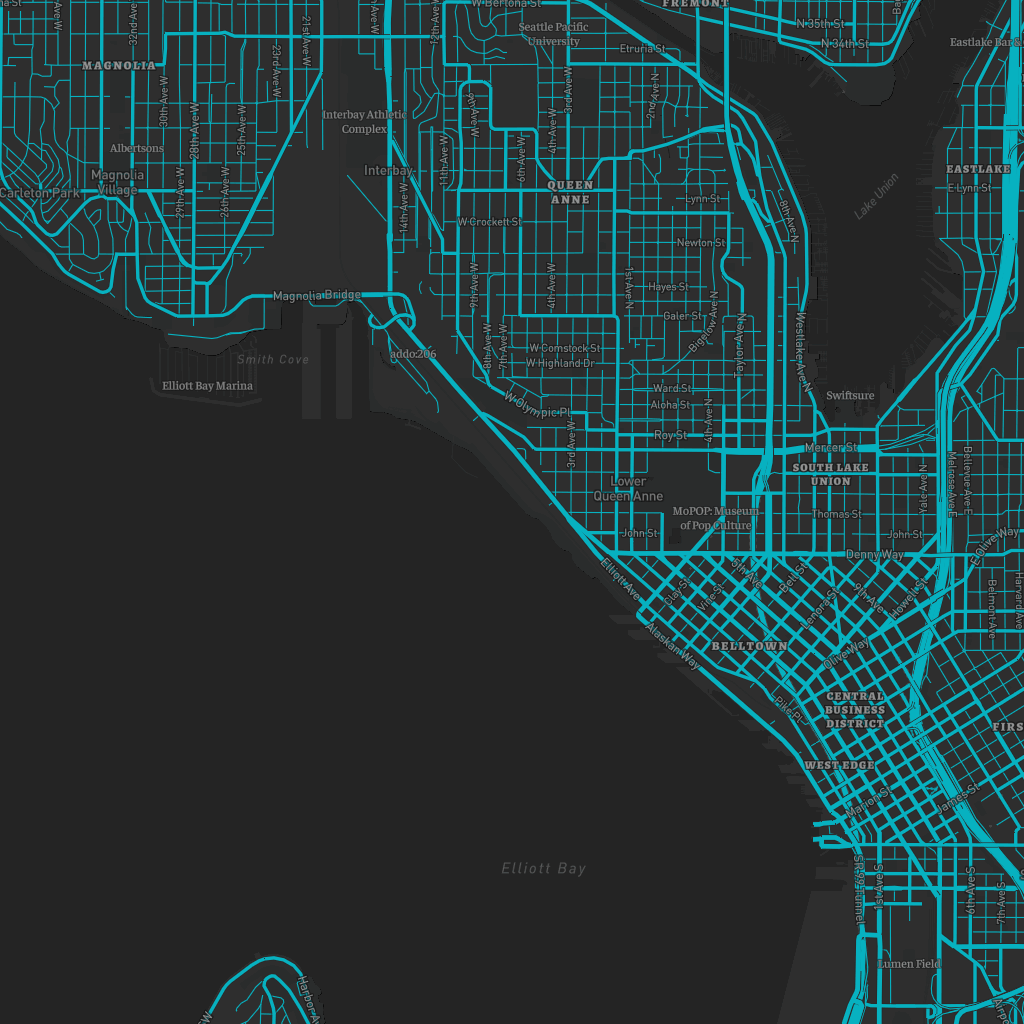 W Bertona St
FREMONT
32nd Ave W
21st Ave W
12th Ave W
Seattle Pacific
University
N 35th St
Etruria St
N 34th St
Eastlake Bar &
MAGNOLIA
23rd Ave W
30th Ave W
28th Ave W
25th Ave W
3rd Ave W
2nd Ave N
6th Ave W
Interbay Athletic
Complex
4th Ave W
Albertsons
11th Ave W
6th Ave W
Interbay
Magnolia
Village
Carleton Park
29th Ave W
26th Ave W
14th Ave W
QUEEN
ANNE
EASTLAKE
E Lynn St
Lake Union
Lynn St
W Crockett St
8th Ave N
Newton St
9th Ave W
4th Ave W
1st Ave N
Hayes St
Magnolia Bridge
Galer St
Bigelow Ave N
Taylor Ave N
Westlake Ave N
8th Ave W
7th Ave W
addo:206
W Comstock St
W Highland Dr
Smith Cove
Elliott Bay Marina
Ward St
Swiftsure
W Olympic Pl
Aloha St
4th Ave N
3rd Ave W
Roy St
Mercer St
SOUTH LAKE
UNION
Yale Ave N
Melrose Ave E
Bellevue Ave E
Lower
Queen Anne
MoPOP: Museum
of Pop Culture
Thomas St
John St
John St
Denny Way
E Olive Way
Elliott Ave
Clay St
Vine St
5th Ave
Bell St
Lenora St
9th Ave
Howell St
Belmont Ave
Harvard Ave
Alaskan Way
BELLTOWN
Olive Way
Pike Pl
CENTRAL
BUSINESS
DISTRICT
FIRS
WEST EDGE
Marion St
James St
Elliott Bay
SR 99 Tunnel
1st Ave S
6th Ave S
7th Ave S
Lumen Field
Harbor Av
Airpo